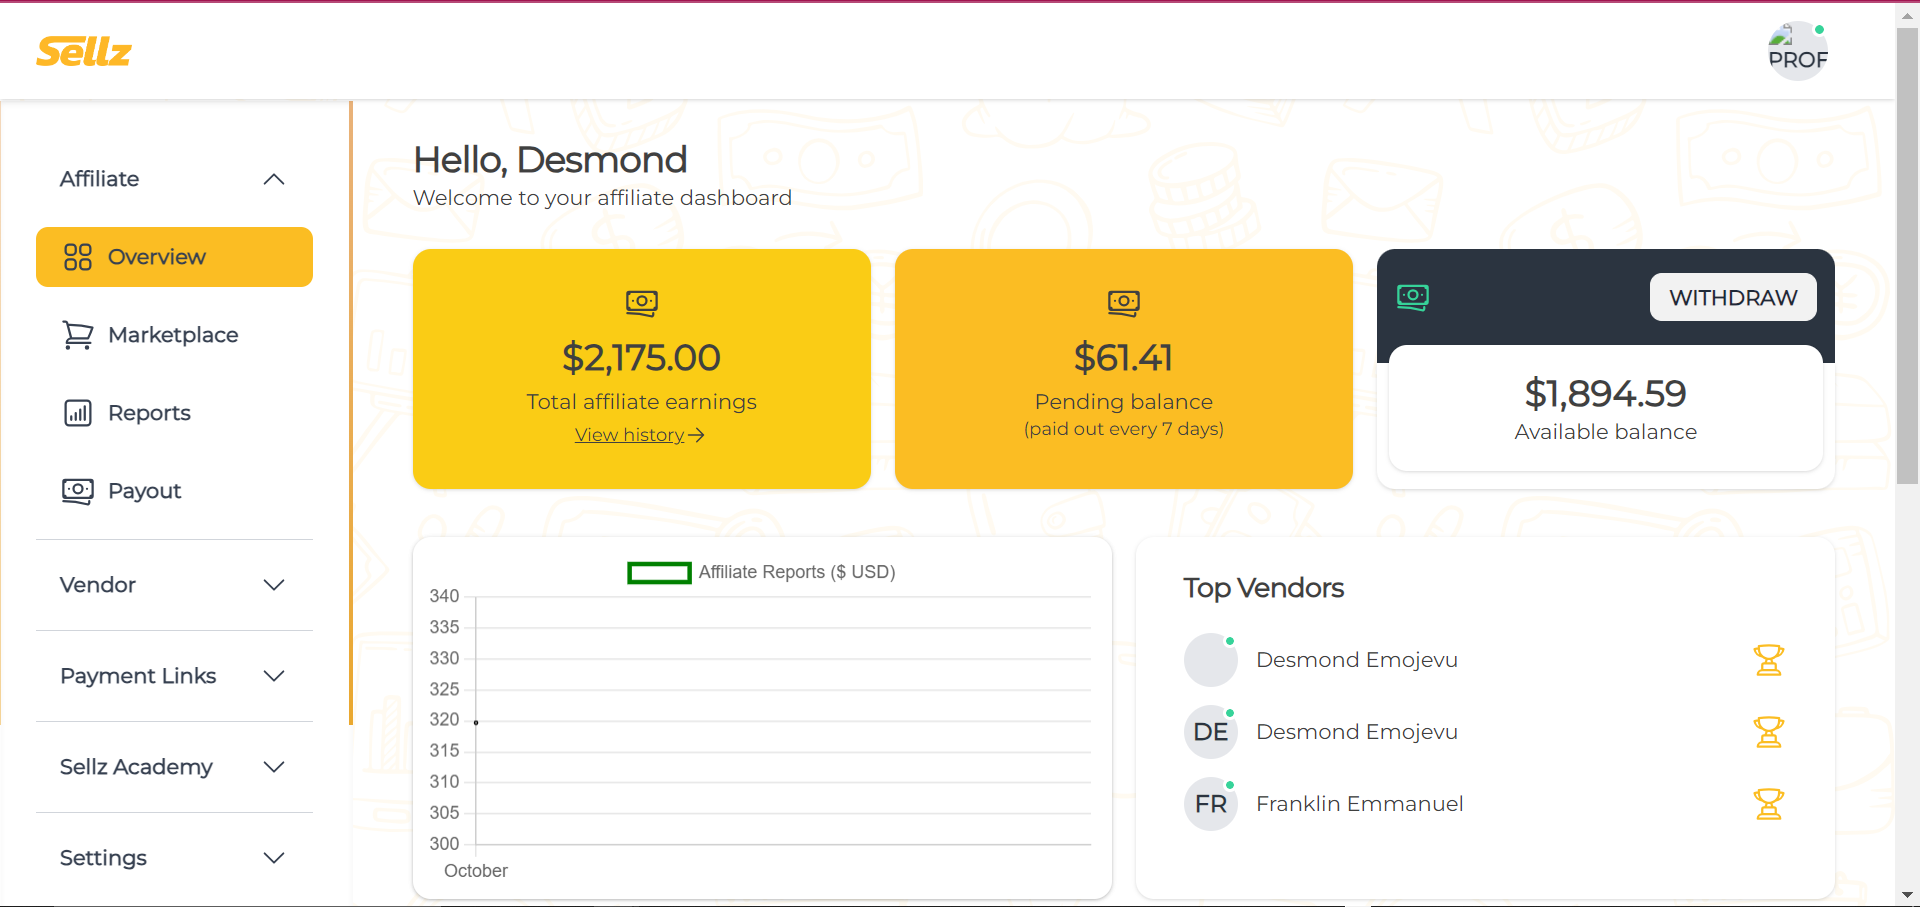 Sellz
PROF
Affiliate
Overview
Marketplace
Reports
Payout
Vendor
Payment Links
Sellz Academy
Settings
Hello, Desmond
Welcome to your affiliate dashboard
$2,175.00
Total affiliate earnings
View history
$61.41
Pending balance
(paid out every 7 days)
WITHDRAW
$1,894.59
Available balance
Affiliate Reports ($ USD)
340
335
330
325
320
315
310
305
300
October
Top Vendors
Desmond Emojevu
DE Desmond Emojevu
FR Franklin Emmanuel